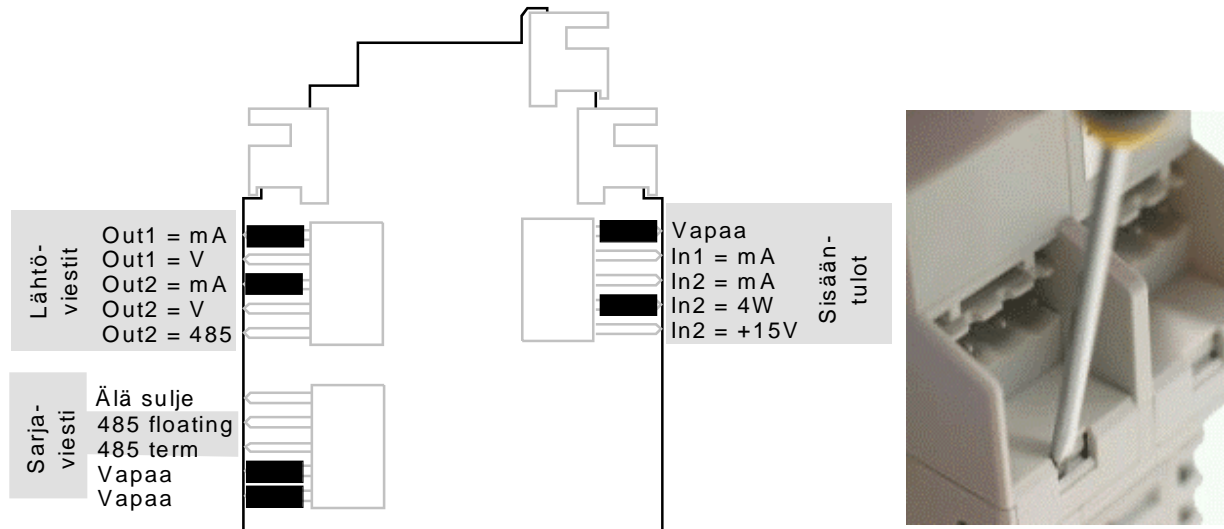 Lähtö-
viestit
Out1 = mA
Out1 = V
Out2 = mA
Out2 = V
Out2 = 485
Sarja-
viesti
Älä sulje
485 floating
485 term
Vapaa
Vapaa
Vapaa
In1 = mA
In2 = mA
In2 = 4W
In2 = +15V
Sisään-
tulot